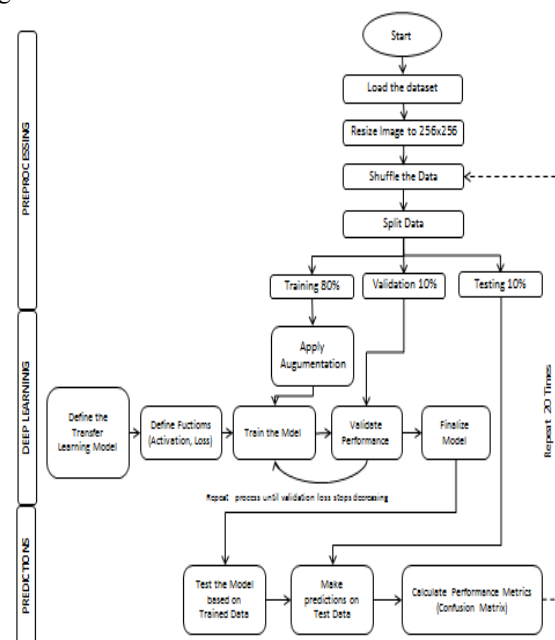 Start
Load the dataset
Resize Image to 256x256
Shuffle the Data
Split Data
Training 80%
Validation 10%
Testing 10%
Apply
Augumentation
Define the
Transfer
Learning Model
Define Fuctioms
(Activation, Loss)
Train the Mdel
Validate
Performance
Finalize
Model
Repeat process until validation loss stops decreasing
Test the Model
based on
Trained Data
Make
predictions on
Test Data
Calculate Performance Metrics
(Confusion Matrix)
PREPROCESSING
DEEP LEARNING
PREDICTIONS
Repeat 20 Times